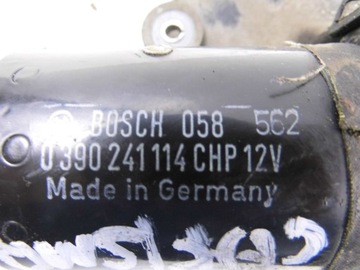 BOSCH 058 562
0 390 241 114 CHP 12V
Made in Germany